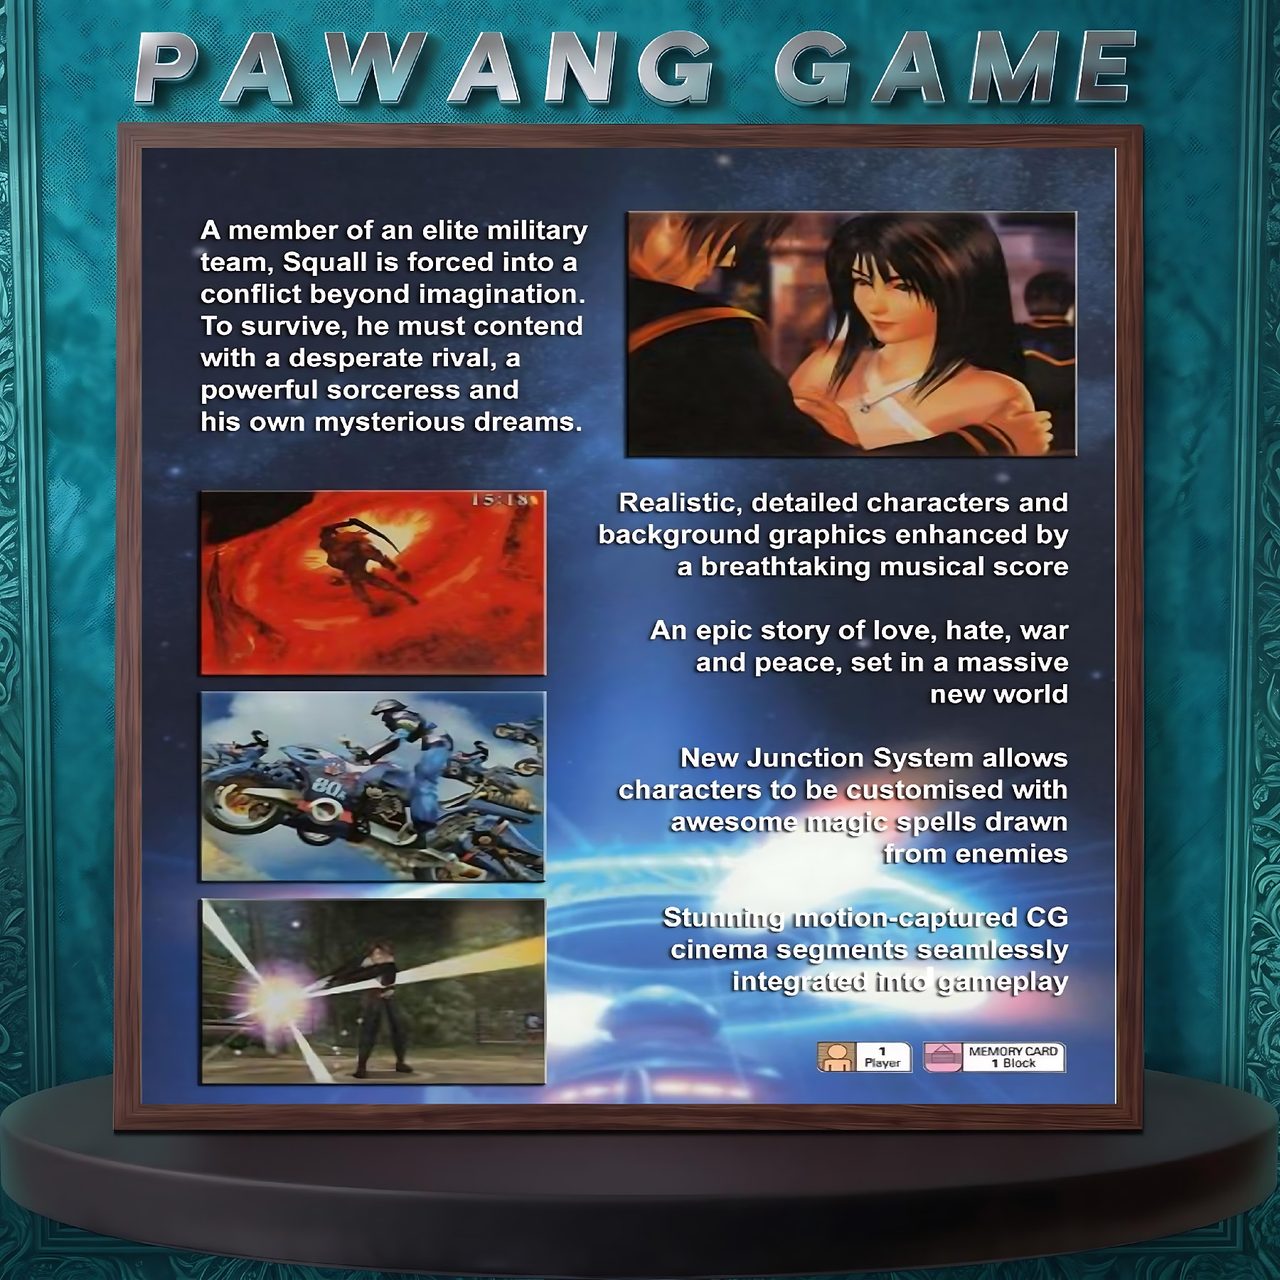 PAWANG GAME
A member of an elite military
team, Squall is forced into a
conflict beyond imagination.
To survive, he must contend
with a desperate rival, a
powerful sorceress and
his own mysterious dreams.
15:18
Realistic, detailed characters and
background graphics enhanced by
a breathtaking musical score
An epic story of love, hate, war
and peace, set in a massive
new world
80
New Junction System allows
characters to be customised with
awesome magic spells drawn
from enemies
Stunning motion-captured CG
cinema segments seamlessly
integrated into gameplay
1
Player
MEMORY CARD
1 Block